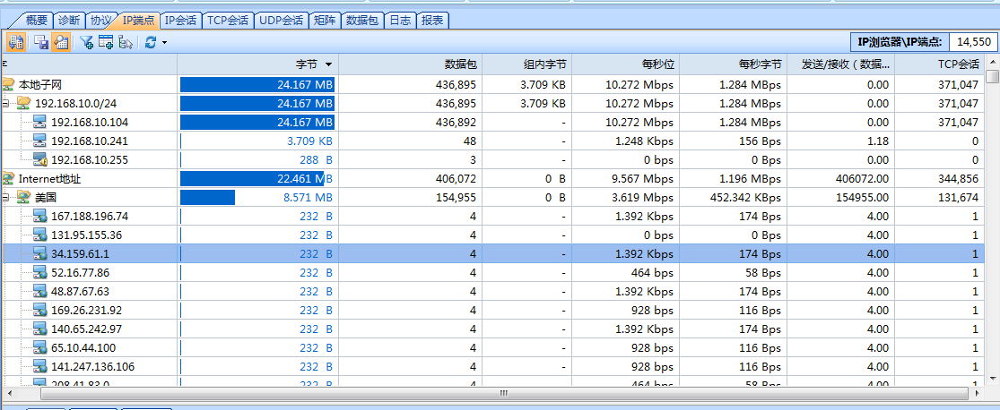 概要 诊断 协议 IP端点 IP会话 TCP会话 UDP会话 矩阵 数据包 日志 报表
IP浏览器\IP端点: 14,550
字节 数据包 组内字节 每秒位 每秒字节 发送/接收（数据... TCP会话
本地子网 24.167 MB 436,895 3.709 KB 10.272 Mbps 1.284 MBps 0.00 371,047
192.168.10.0/24 24.167 MB 436,895 3.709 KB 10.272 Mbps 1.284 MBps 0.00 371,047
192.168.10.104 24.167 MB 436,892 - 10.272 Mbps 1.284 MBps 0.00 371,047
192.168.10.241 3.709 KB 48 - 1.248 Kbps 156 Bps 1.18 0
192.168.10.255 288 B 3 - 0 bps 0 Bps 0.00 0
Internet地址 22.461 MB 406,072 0 B 9.567 Mbps 1.196 MBps 406072.00 344,856
美国 8.571 MB 154,955 0 B 3.619 Mbps 452.342 KBps 154955.00 131,674
167.188.196.74 232 B 4 - 1.392 Kbps 174 Bps 4.00 1
131.95.155.36 232 B 4 - 0 bps 0 Bps 4.00 1
34.159.61.1 232 B 4 - 1.392 Kbps 174 Bps 4.00 1
52.16.77.86 232 B 4 - 464 bps 58 Bps 4.00 1
48.87.67.63 232 B 4 - 1.392 Kbps 174 Bps 4.00 1
169.26.231.92 232 B 4 - 928 bps 116 Bps 4.00 1
140.65.242.97 232 B 4 - 1.392 Kbps 174 Bps 4.00 1
65.10.44.100 232 B 4 - 928 bps 116 Bps 4.00 1
141.247.136.106 232 B 4 - 928 bps 116 Bps 4.00 1
208.41.83.0 232 B 4 - 464 bps 58 Bps 4.00 1